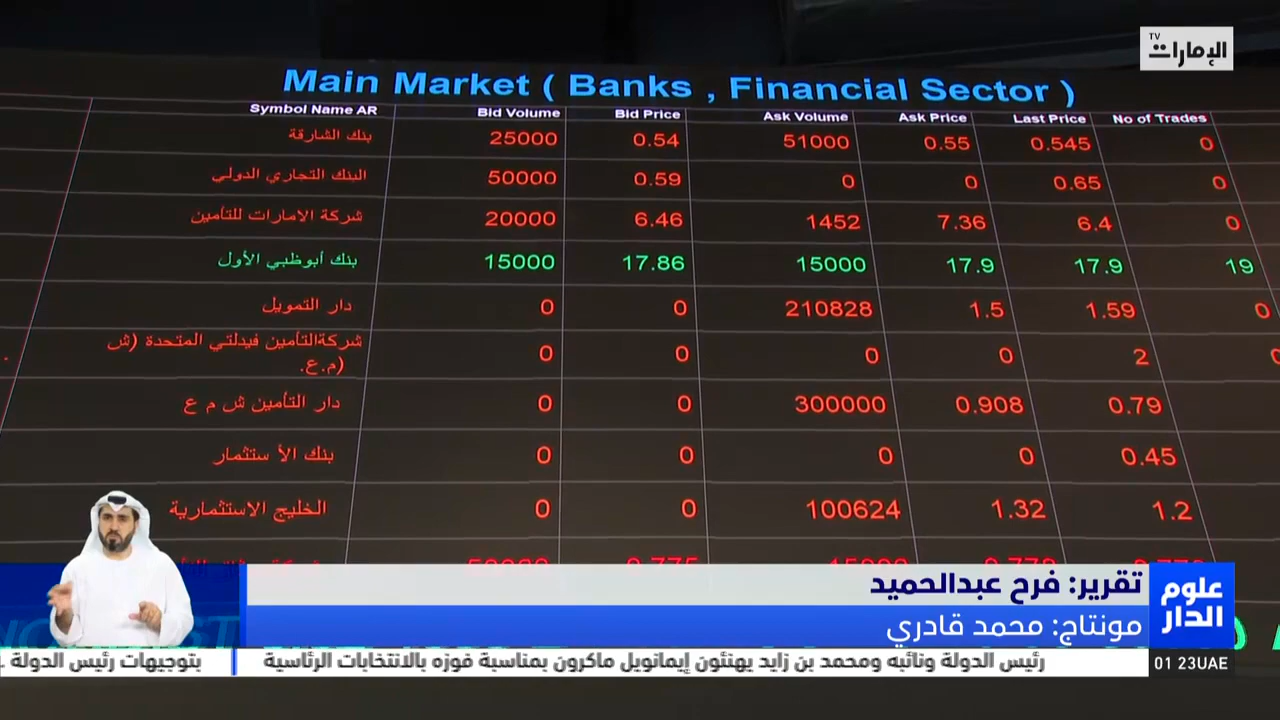 الإمارات TV
Main Market ( Banks , Financial Sector )
Symbol Name AR Bid Volume Bid Price Ask Volume Ask Price Last Price No of Trades
بنك الشارقة 25000 0.54 51000 0.55 0.545 0
البنك التجاري الدولي 50000 0.59 0 0 0.65 0
شركة الامارات للتأمين 20000 6.46 1452 7.36 6.4 0
بنك أبوظبي الأول 15000 17.86 15000 17.9 17.9 19
دار التمويل 0 0 210828 1.5 1.59 0
شركةالتأمين فيدلتي المتحدة (ش
م.ع.) 0 0 0 0 2 0
دار التأمين ش م ع 0 0 300000 0.908 0.79
بنك الأ ستثمار 0 0 0 0 0.45
الخليج الاستثمارية 0 0 100624 1.32 1.2
تقرير: فرح عبدالحميد
مونتاج: محمد قادري
علوم
الدار
رئيس الدولة ونائبه ومحمد بن زايد يهنئون إيمانويل ماكرون بمناسبة فوزه بالانتخابات الرئاسية
بتوجيهات رئيس الدولة
01 23UAE